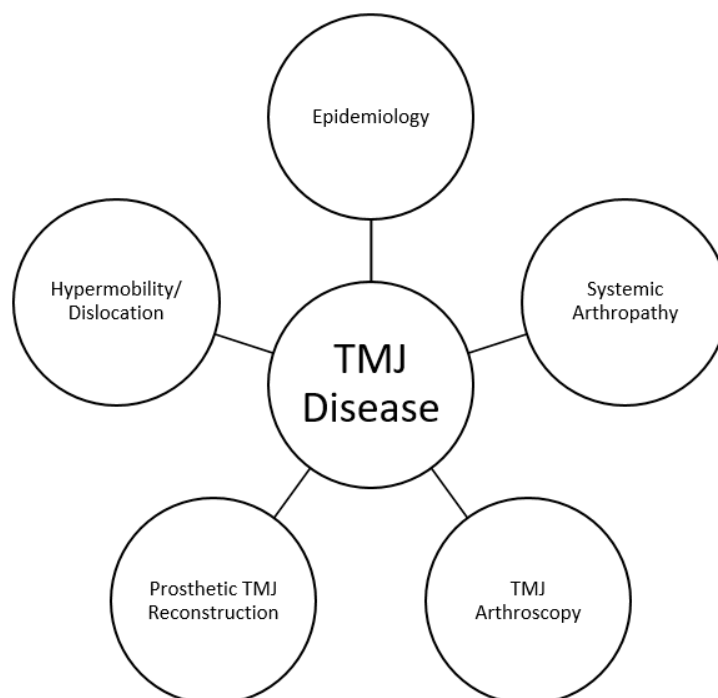 Epidemiology
Hypermobility/
Dislocation
Systemic
Arthropathy
TMJ
Disease
Prosthetic TMJ
Reconstruction
TMJ
Arthroscopy